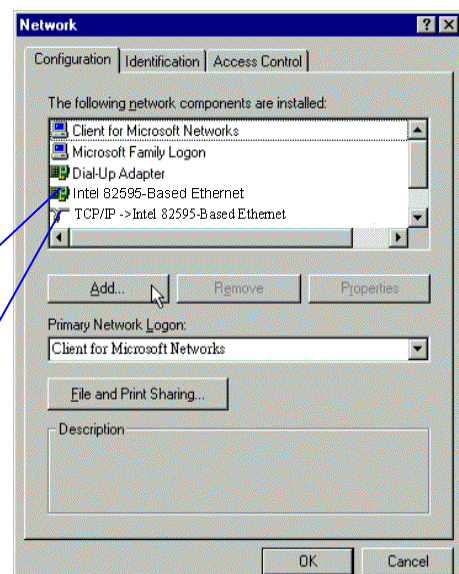 Network
Configuration Identification Access Control
The following network components are installed:
Client for Microsoft Networks
Microsoft Family Logon
Dial-Up Adapter
Intel 82595-Based Ethernet
TCP/IP ->Intel 82595-Based Ethernet
Add... Remove Properties
Primary Network Logon:
Client for Microsoft Networks
File and Print Sharing...
Description
OK Cancel